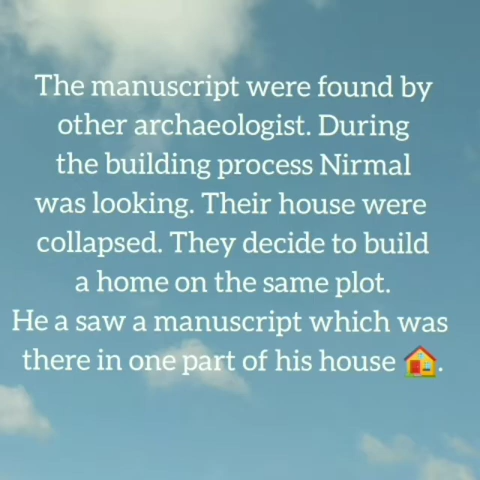 The manuscript were found by
other archaeologist. During
the building process Nirmal
was looking. Their house were
collapsed. They decide to build
a home on the same plot.
He a saw a manuscript which was
there in one part of his house 🏠.